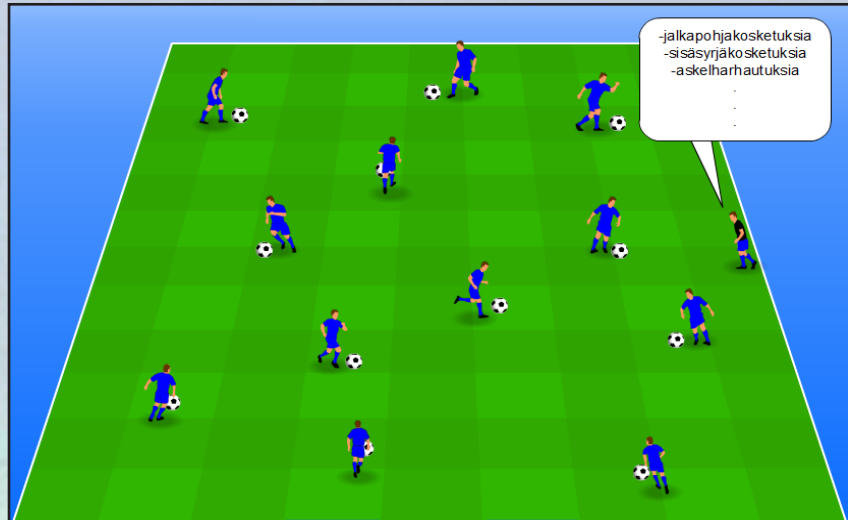 -jalkapohjakosketuksia
-sisäsyrjäkosketuksia
-askelharhautuksia
.
.
.